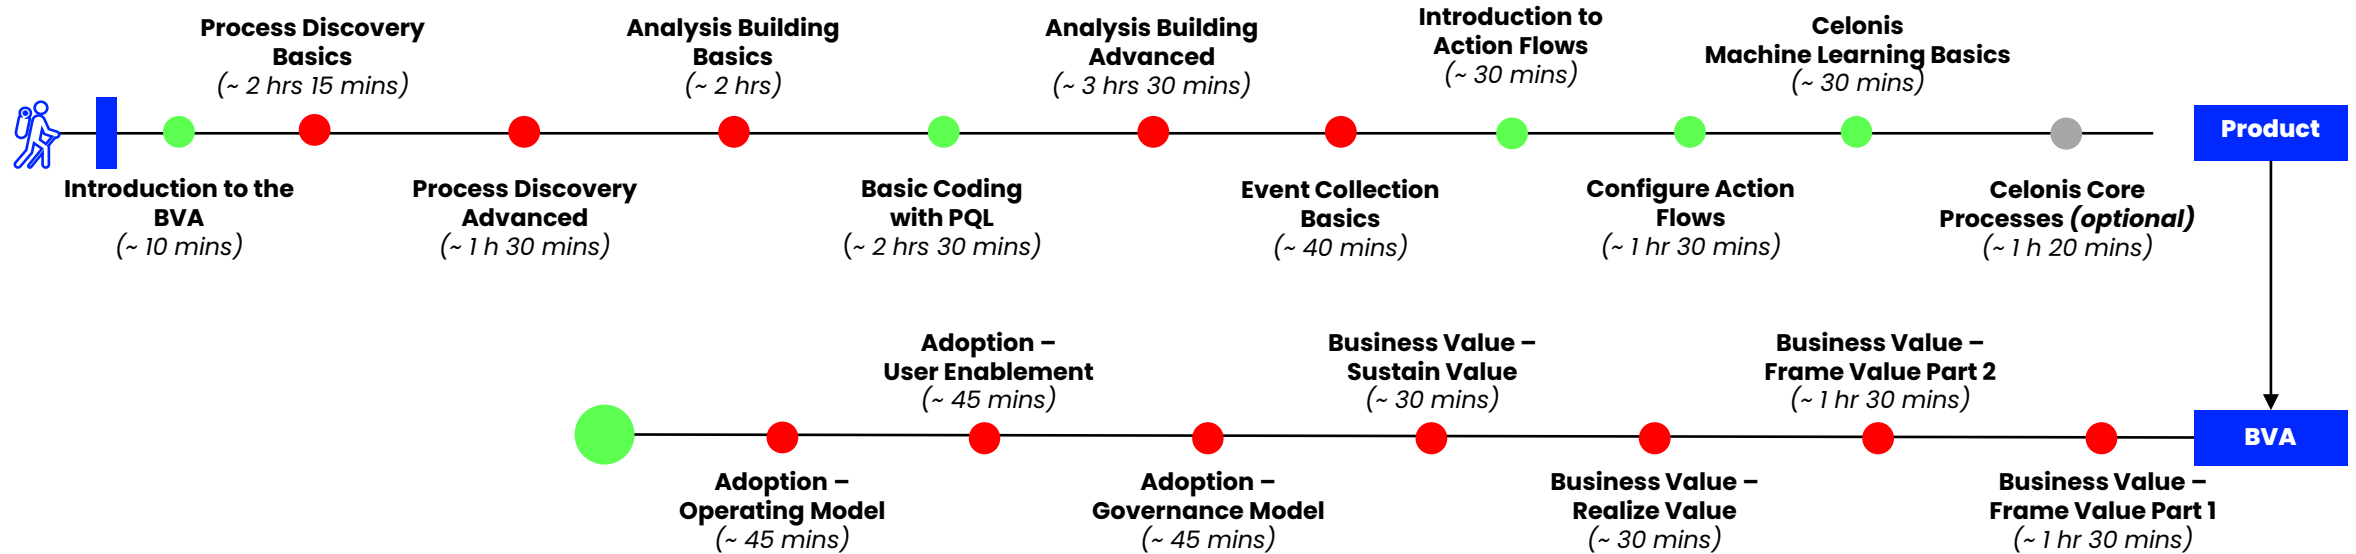 Process Discovery
Basics
(~ 2 hrs 15 mins)
Analysis Building
Basics
(~ 2 hrs)
Analysis Building
Advanced
(~ 3 hrs 30 mins)
Introduction to
Action Flows
(~ 30 mins)
Celonis
Machine Learning Basics
(~ 30 mins)
Product
Introduction to the
BVA
(~ 10 mins)
Process Discovery
Advanced
(~ 1 h 30 mins)
Basic Coding
with PQL
(~ 2 hrs 30 mins)
Event Collection
Basics
(~ 40 mins)
Configure Action
Flows
(~ 1 hr 30 mins)
Celonis Core
Processes (optional)
(~ 1 h 20 mins)
BVA
Business Value –
Frame Value Part 1
(~ 1 hr 30 mins)
Business Value –
Frame Value Part 2
(~ 1 hr 30 mins)
Business Value –
Realize Value
(~ 30 mins)
Business Value –
Sustain Value
(~ 30 mins)
Adoption –
Governance Model
(~ 45 mins)
Adoption –
User Enablement
(~ 45 mins)
Adoption –
Operating Model
(~ 45 mins)